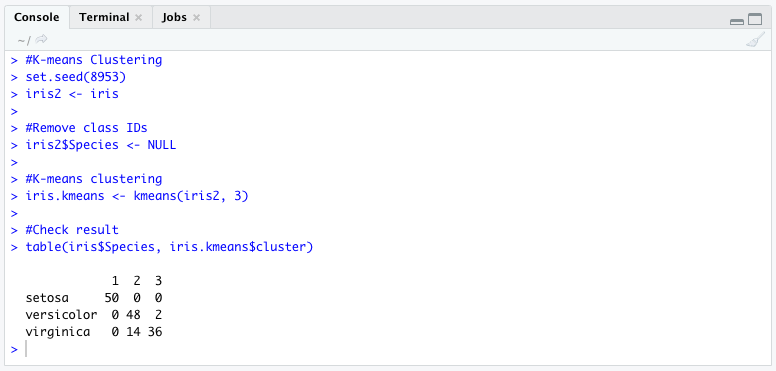 Console Terminal Jobs
~/
> #K-means Clustering
> set.seed(8953)
> iris2 <- iris
>
> #Remove class IDs
> iris2$Species <- NULL
>
> #K-means clustering
> iris.kmeans <- kmeans(iris2, 3)
>
> #Check result
> table(iris$Species, iris.kmeans$cluster)
             1  2  3
  setosa     50  0  0
  versicolor  0 48  2
  virginica   0 14 36
>